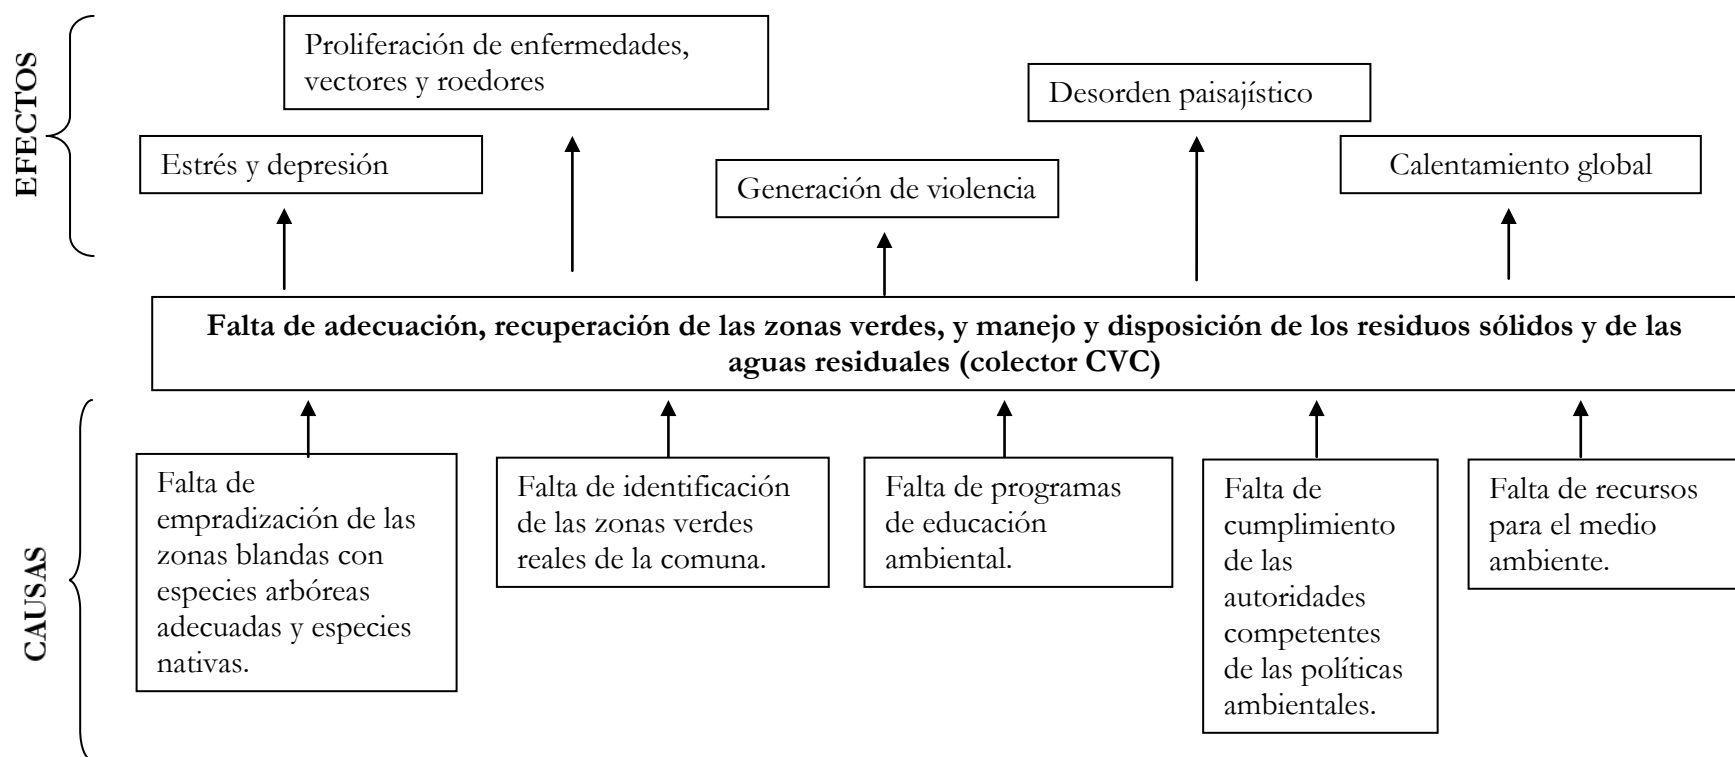 EFECTOS
Proliferación de enfermedades,
vectores y roedores
Desorden paisajístico
Estrés y depresión
Generación de violencia
Calentamiento global
Falta de adecuación, recuperación de las zonas verdes, y manejo y disposición de los residuos sólidos y de las
aguas residuales (colector CVC)
CAUSAS
Falta de
empradización de las
zonas blandas con
especies arbóreas
adecuadas y especies
nativas.
Falta de identificación
de las zonas verdes
reales de la comuna.
Falta de programas
de educación
ambiental.
Falta de
cumplimiento
de las
autoridades
competentes
de las políticas
ambientales.
Falta de recursos
para el medio
ambiente.